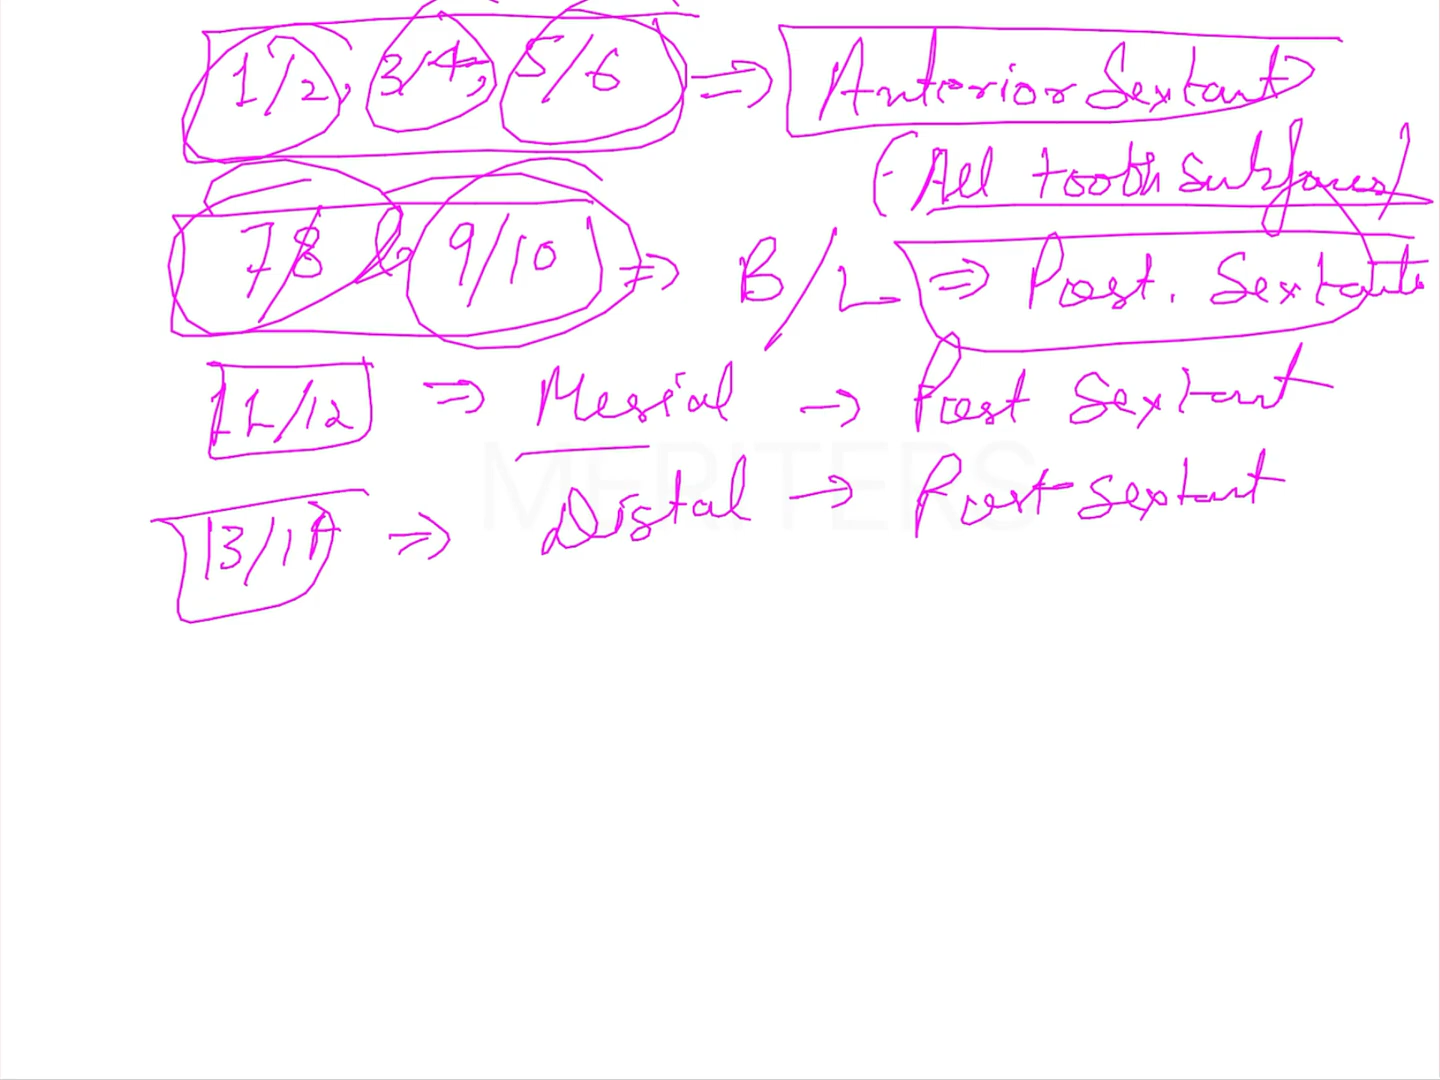 1/2, 3/4, 5/6 ⇒ Anterior Sextant
(All tooth surfaces)
7/8 & 9/10 ⇒ B/L ⇒ Post. Sextant
11/12 ⇒ Mesial → Post Sextant
13/14 ⇒ Distal → Post Sextant
MERITERS